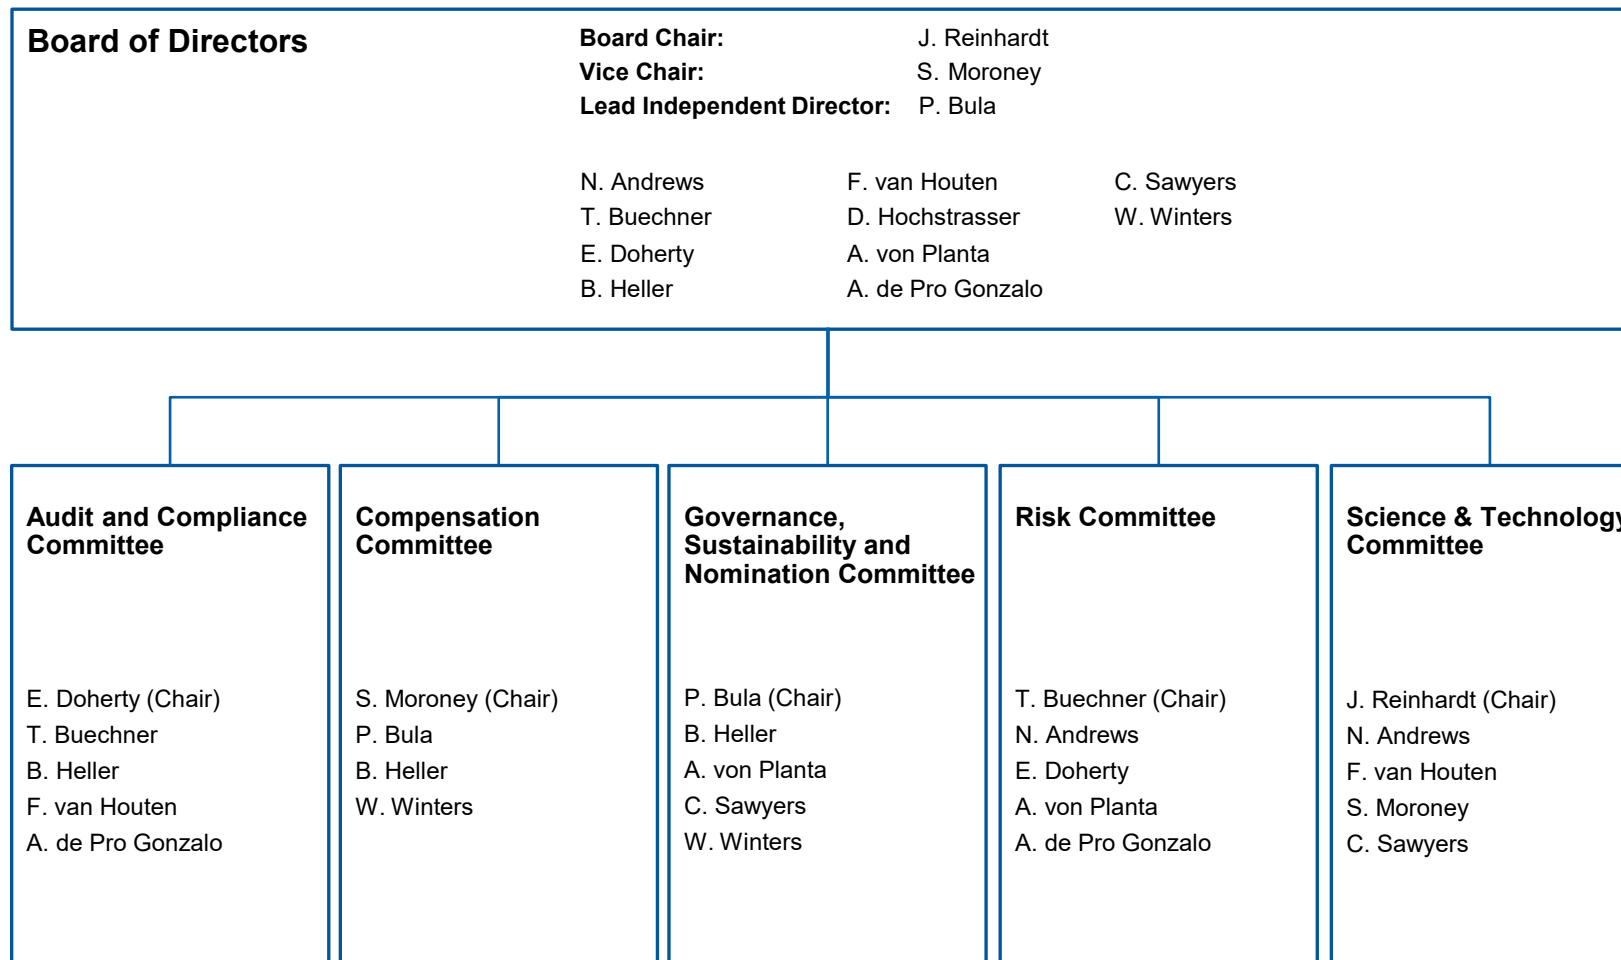 Board of Directors
Board Chair: J. Reinhardt
Vice Chair: S. Moroney
Lead Independent Director: P. Bula
N. Andrews F. van Houten C. Sawyers
T. Buechner D. Hochstrasser W. Winters
E. Doherty A. von Planta
B. Heller A. de Pro Gonzalo
Audit and Compliance
Committee
E. Doherty (Chair)
T. Buechner
B. Heller
F. van Houten
A. de Pro Gonzalo
Compensation
Committee
S. Moroney (Chair)
P. Bula
B. Heller
W. Winters
Governance,
Sustainability and
Nomination Committee
P. Bula (Chair)
B. Heller
A. von Planta
C. Sawyers
W. Winters
Risk Committee
T. Buechner (Chair)
N. Andrews
E. Doherty
A. von Planta
A. de Pro Gonzalo
Science & Technology
Committee
J. Reinhardt (Chair)
N. Andrews
F. van Houten
S. Moroney
C. Sawyers